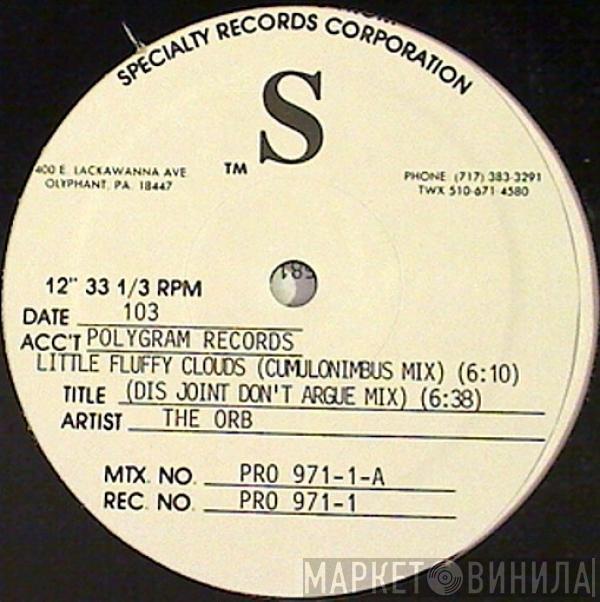 SPECIALTY RECORDS CORPORATION
S
TM
400 E. LACKAWANNA AVE
OLYPHANT, PA. 18447
PHONE (717) 383-3291
TWX 510-671-4580
12" 33 1/3 RPM
DATE 103
ACC'T POLYGRAM RECORDS
LITTLE FLUFFY CLOUDS (CUMULONIMBUS MIX) (6:10)
TITLE (DIS JOINT DON'T ARGUE MIX) (6:38)
ARTIST THE ORB
MTX. NO. PRO 971-1-A
REC. NO. PRO 971-1
МАРКЕТ ВИНИЛА